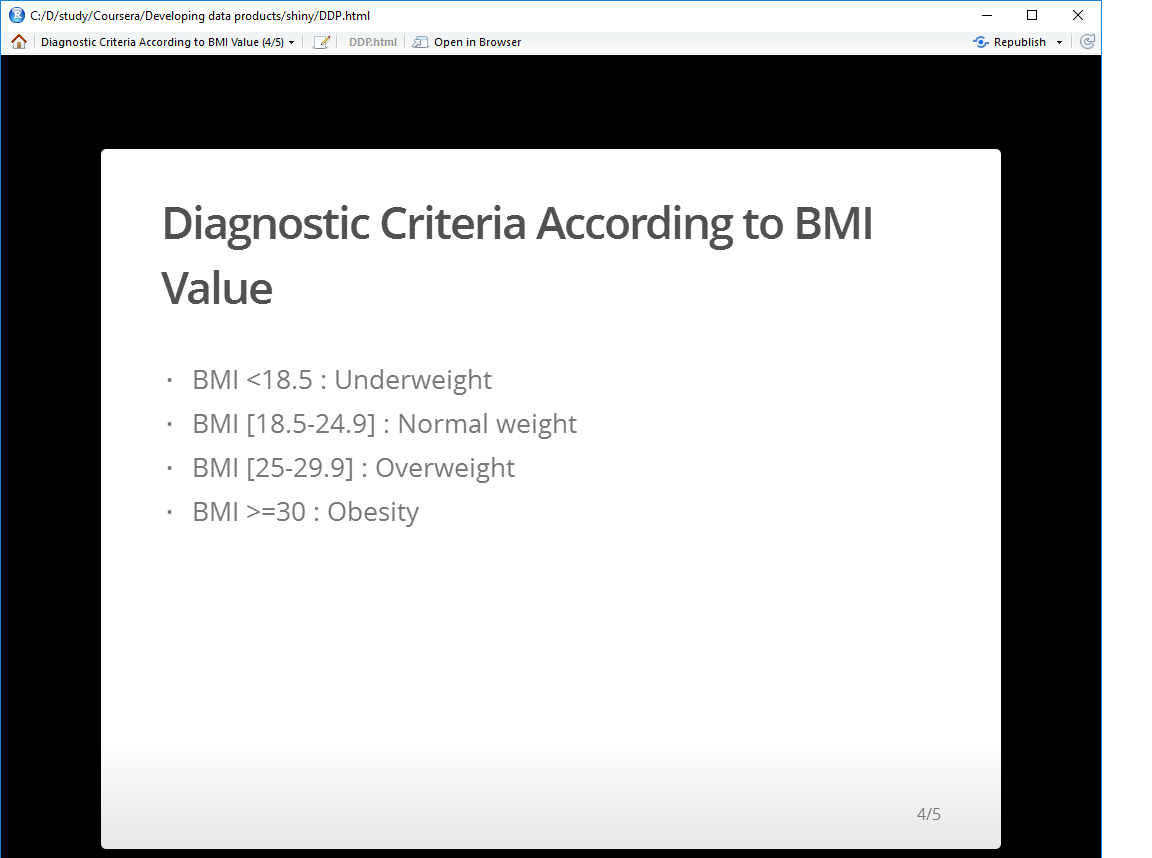 C:/D/study/Coursera/Developing data products/shiny/DDP.html
Diagnostic Criteria According to BMI Value (4/5) DDP.html Open in Browser Republish
Diagnostic Criteria According to BMI
Value
· BMI <18.5 : Underweight
· BMI [18.5-24.9] : Normal weight
· BMI [25-29.9] : Overweight
· BMI >=30 : Obesity
4/5